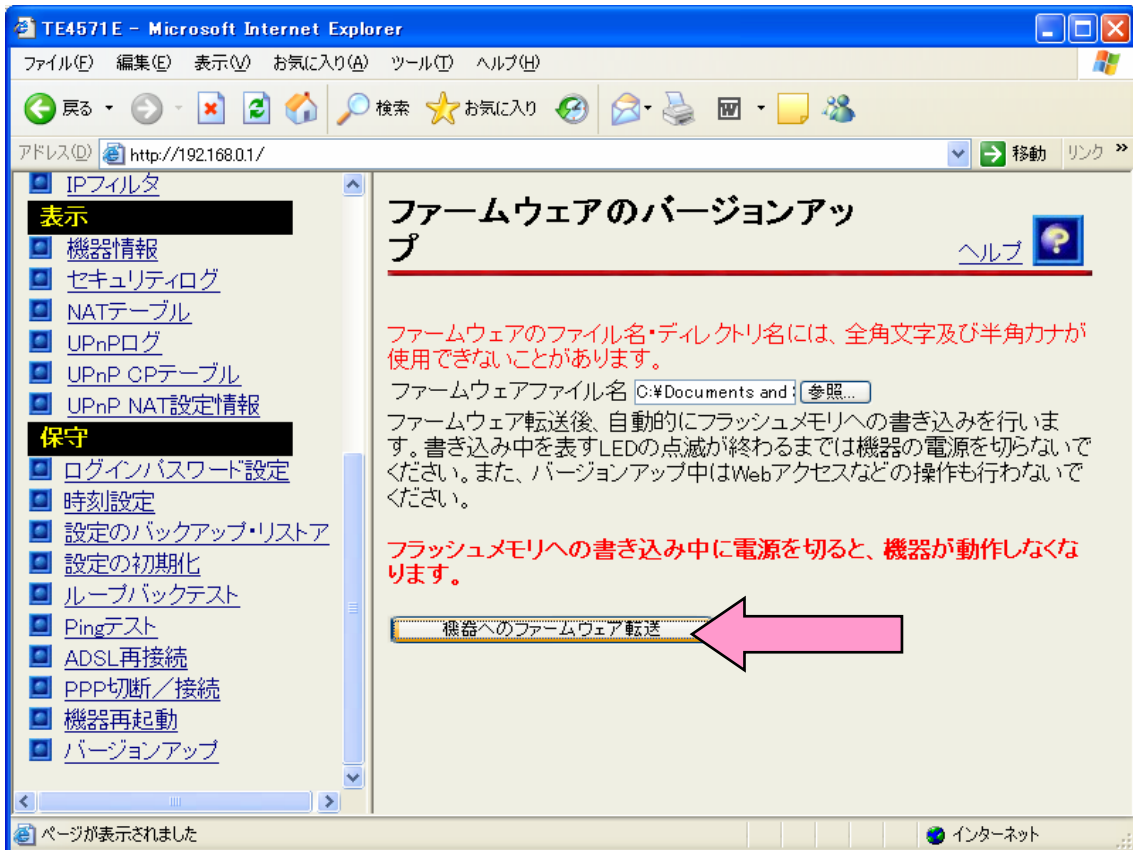 TE4571E - Microsoft Internet Explorer
ファイル(F) 編集(E) 表示(V) お気に入り(A) ツール(T) ヘルプ(H)
戻る 検索 お気に入り
アドレス(D) http://192.168.0.1/ 移動 リンク »
IPフィルタ
表示
機器情報
セキュリティログ
NATテーブル
UPnPログ
UPnP CPテーブル
UPnP NAT設定情報
保守
ログインパスワード設定
時刻設定
設定のバックアップ・リストア
設定の初期化
ループバックテスト
Pingテスト
ADSL再接続
PPP切断／接続
機器再起動
バージョンアップ
ファームウェアのバージョンアッ
プ
ヘルプ
ファームウェアのファイル名・ディレクトリ名には、全角文字及び半角カナが
使用できないことがあります。
ファームウェアファイル名 C:¥Documents and 参照...
ファームウェア転送後、自動的にフラッシュメモリへの書き込みを行いま
す。書き込み中を表すLEDの点滅が終わるまでは機器の電源を切らないで
ください。また、バージョンアップ中はWebアクセスなどの操作も行わないで
ください。
フラッシュメモリへの書き込み中に電源を切ると、機器が動作しなくな
ります。
機器へのファームウェア転送
ページが表示されました インターネット